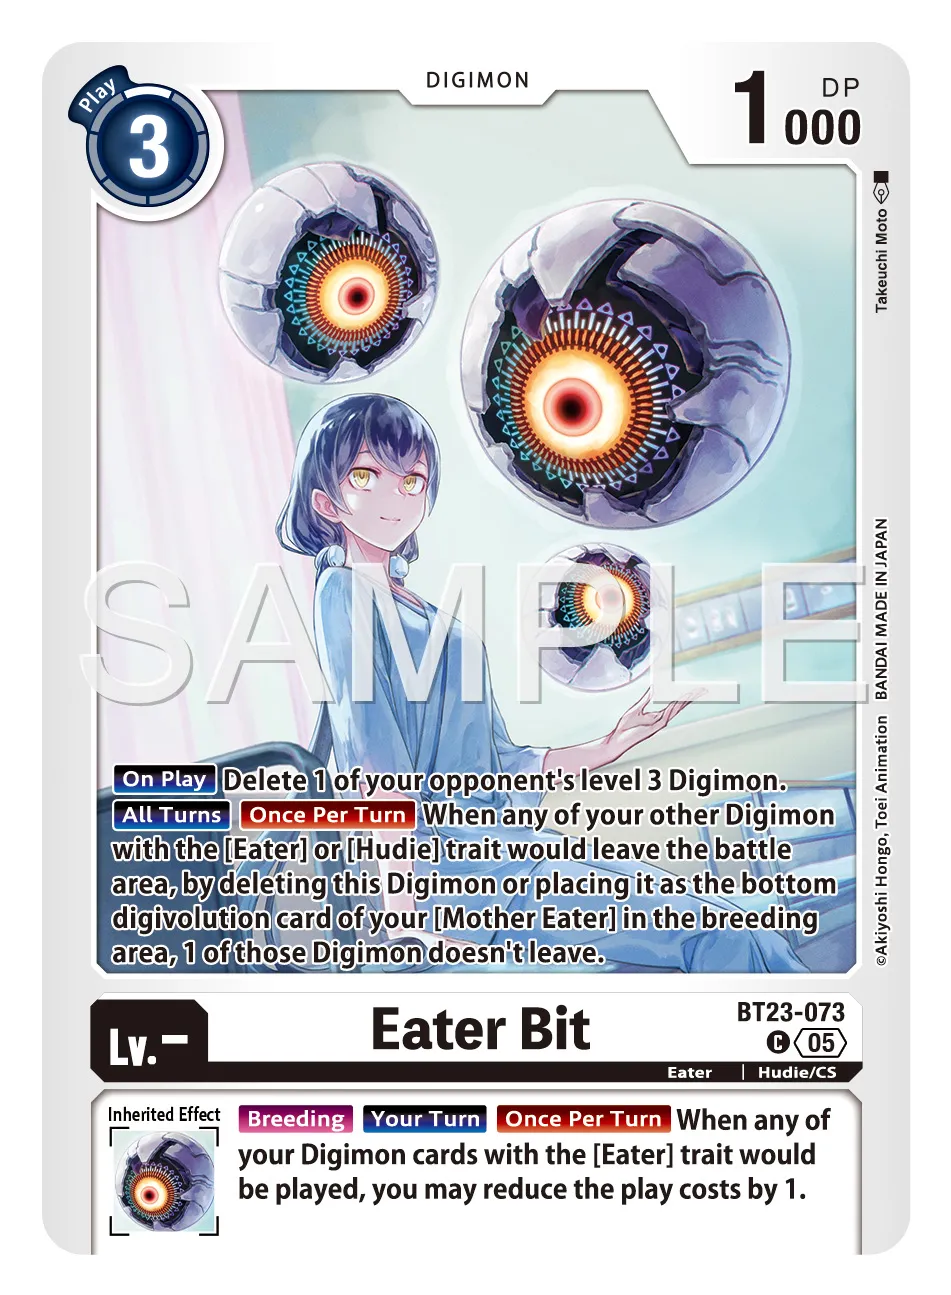 Play
3
DIGIMON
DP
1000
Takeuchi Moto
SAMPLE
On Play Delete 1 of your opponent's level 3 Digimon.
All Turns Once Per Turn When any of your other Digimon
with the [Eater] or [Hudie] trait would leave the battle
area, by deleting this Digimon or placing it as the bottom
digivolution card of your [Mother Eater] in the breeding
area, 1 of those Digimon doesn't leave.
©Akiyoshi Hongo, Toei Animation BANDAI MADE IN JAPAN
Lv.-
Eater Bit
BT23-073
C 05
Eater | Hudie/CS
Inherited Effect
Breeding Your Turn Once Per Turn When any of
your Digimon cards with the [Eater] trait would
be played, you may reduce the play costs by 1.